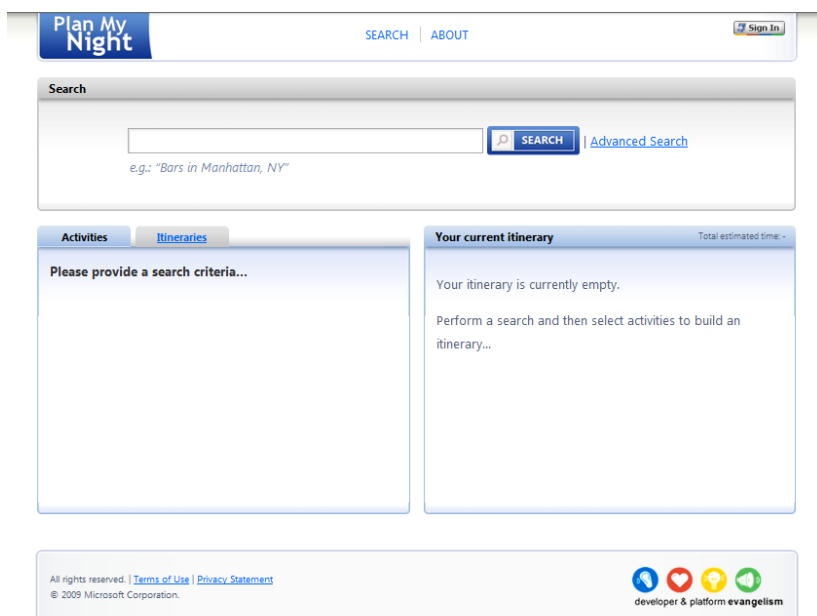 Plan My
Night
SEARCH | ABOUT
Sign In
Search
SEARCH | Advanced Search
e.g.: "Bars in Manhattan, NY"
Activities Itineraries
Please provide a search criteria...
Your current itinerary Total estimated time: -
Your itinerary is currently empty.
Perform a search and then select activities to build an
itinerary...
All rights reserved. | Terms of Use | Privacy Statement
© 2009 Microsoft Corporation.
developer & platform evangelism